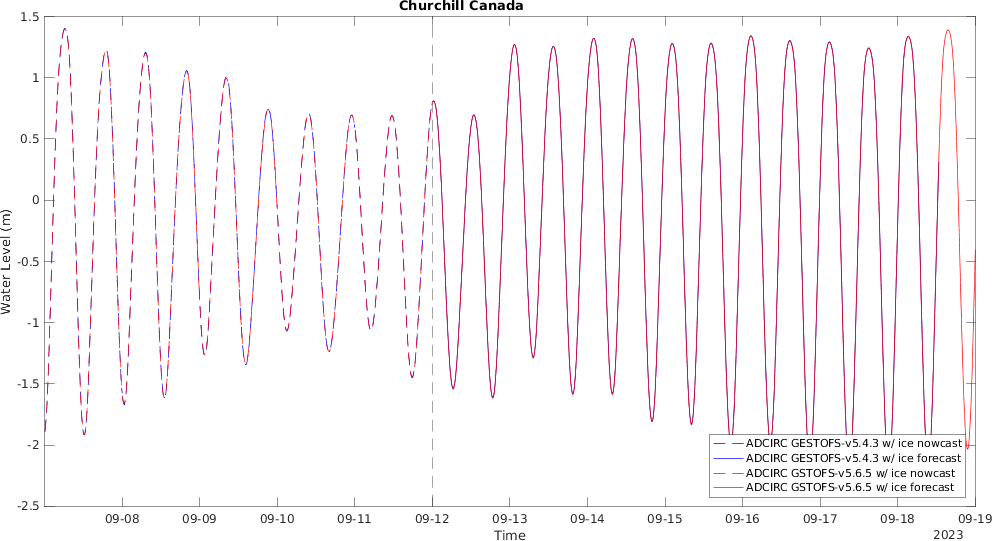 Churchill Canada
1.5
1
0.5
0
-0.5
-1
-1.5
-2
-2.5
Water Level (m)
ADCIRC GESTOFS-v5.4.3 w/ ice nowcast
ADCIRC GESTOFS-v5.4.3 w/ ice forecast
ADCIRC GSTOFS-v5.6.5 w/ ice nowcast
ADCIRC GSTOFS-v5.6.5 w/ ice forecast
09-08 09-09 09-10 09-11 09-12 09-13 09-14 09-15 09-16 09-17 09-18 09-19
Time
2023